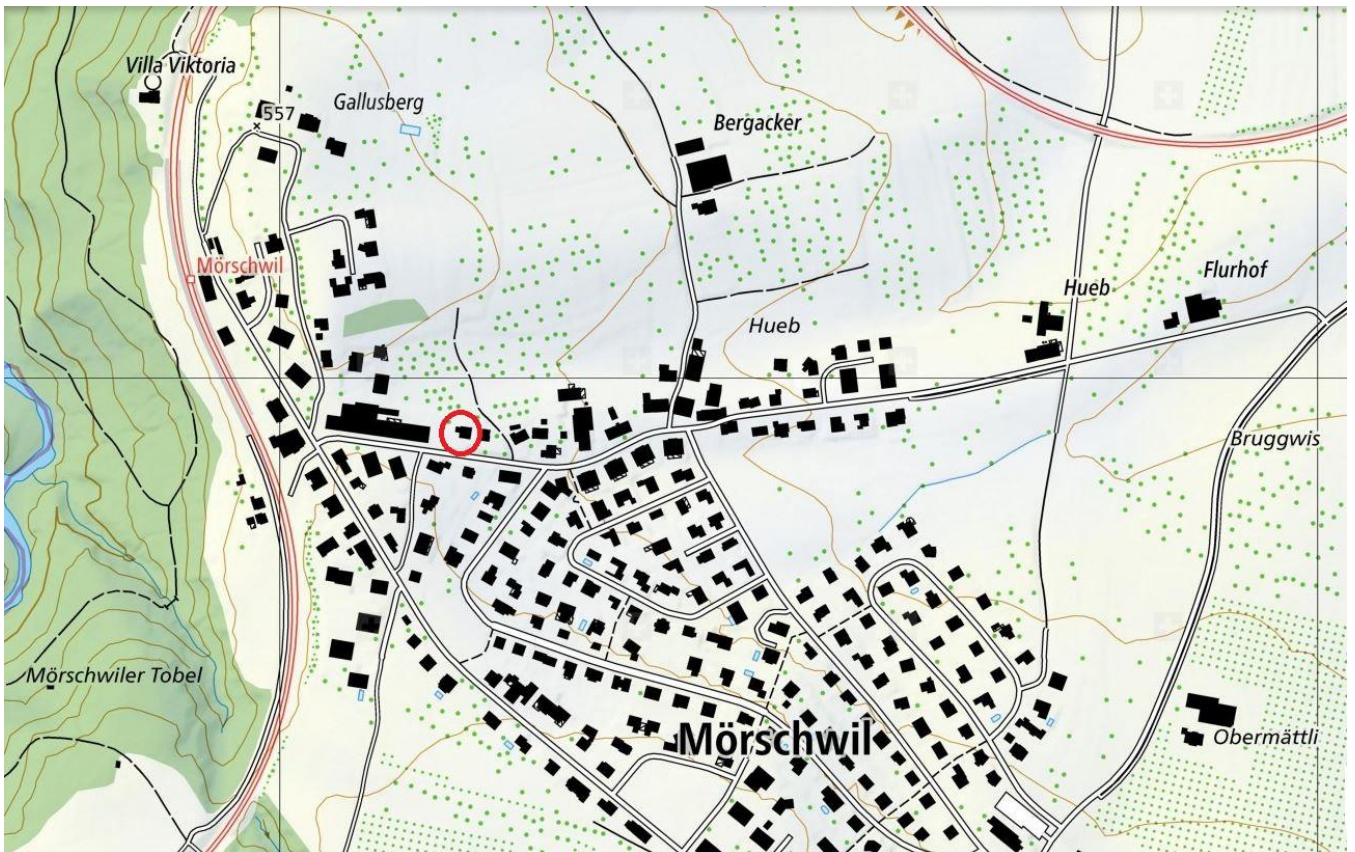 Villa Viktoria
557
Gallusberg
Bergacker
Mörschwil
Hueb
Hueb
Flurhof
Bruggwis
Mörschwiler Tobel
Mörschwil
Obermättli